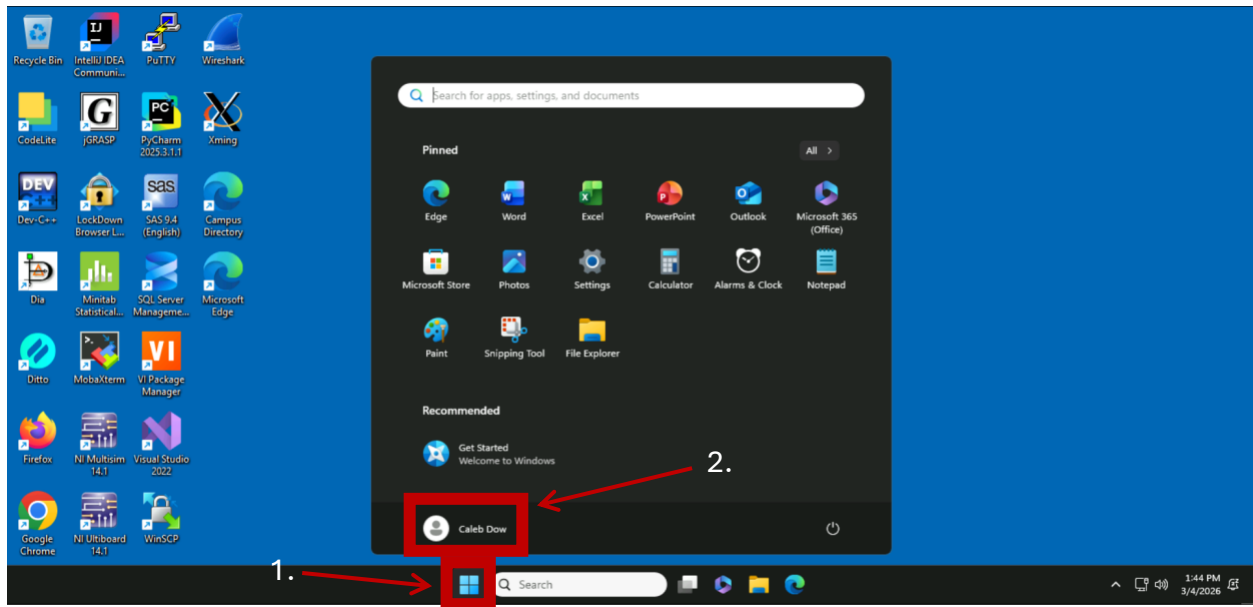 Recycle Bin
IntelliJ IDEA
Communi...
PuTTY
Wireshark
CodeLite
jGRASP
PyCharm
2025.3.1.1
Xming
Dev-C++
LockDown
Browser L...
SAS 9.4
(English)
Campus
Directory
Dia
Minitab
Statistical...
SQL Server
Manageme...
Microsoft
Edge
Ditto
MobaXterm
VI Package
Manager
Firefox
NI Multisim
14.1
Visual Studio
2022
Google
Chrome
NI Ultiboard
14.1
WinSCP
IJ
G
PC
DEV
++
sas
VI
Search for apps, settings, and documents
Pinned
All >
Edge
Word
Excel
PowerPoint
Outlook
Microsoft 365
(Office)
Microsoft Store
Photos
Settings
Calculator
Alarms & Clock
Notepad
Paint
Snipping Tool
File Explorer
Recommended
Get Started
Welcome to Windows
2.
Caleb Dow
1.
Search
1:44 PM
3/4/2026